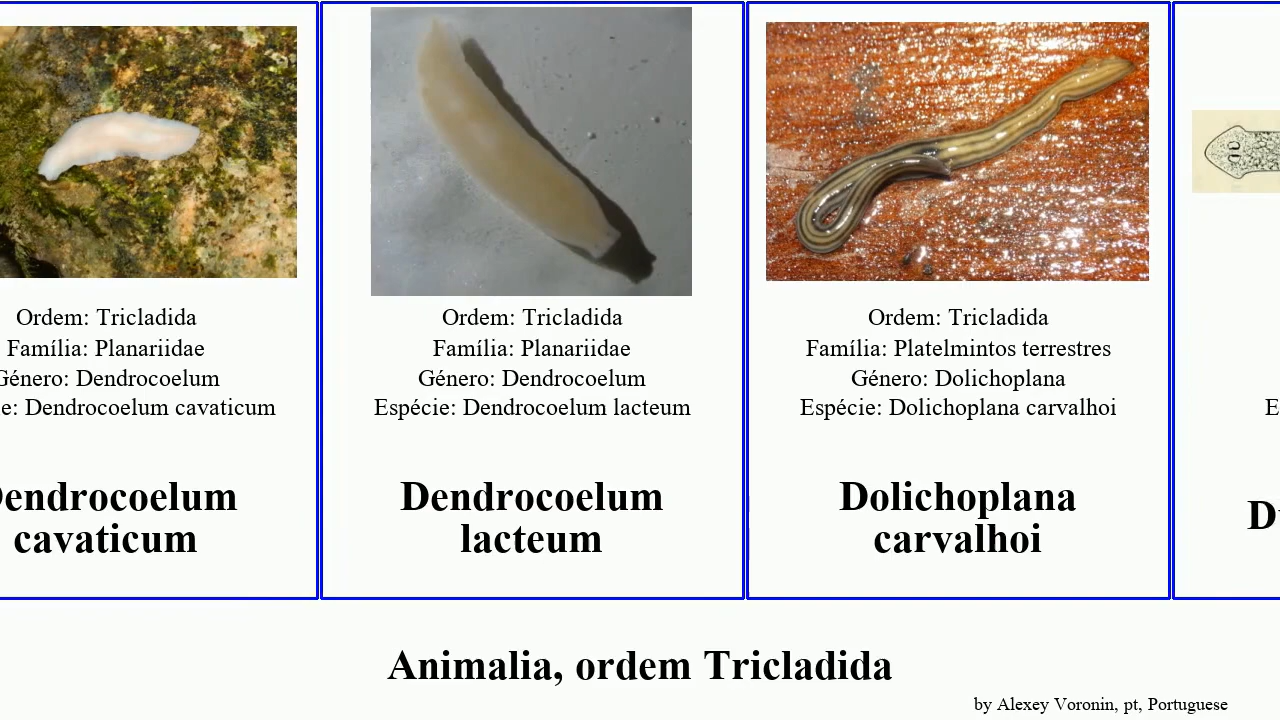 Ordem: Tricladida
Família: Planariidae
Género: Dendrocoelum
e: Dendrocoelum cavaticum
Dendrocoelum
cavaticum
Ordem: Tricladida
Família: Planariidae
Género: Dendrocoelum
Espécie: Dendrocoelum lacteum
Dendrocoelum
lacteum
Ordem: Tricladida
Família: Platelmintos terrestres
Género: Dolichoplana
Espécie: Dolichoplana carvalhoi
Dolichoplana
carvalhoi
E
Animalia, ordem Tricladida
by Alexey Voronin, pt, Portuguese